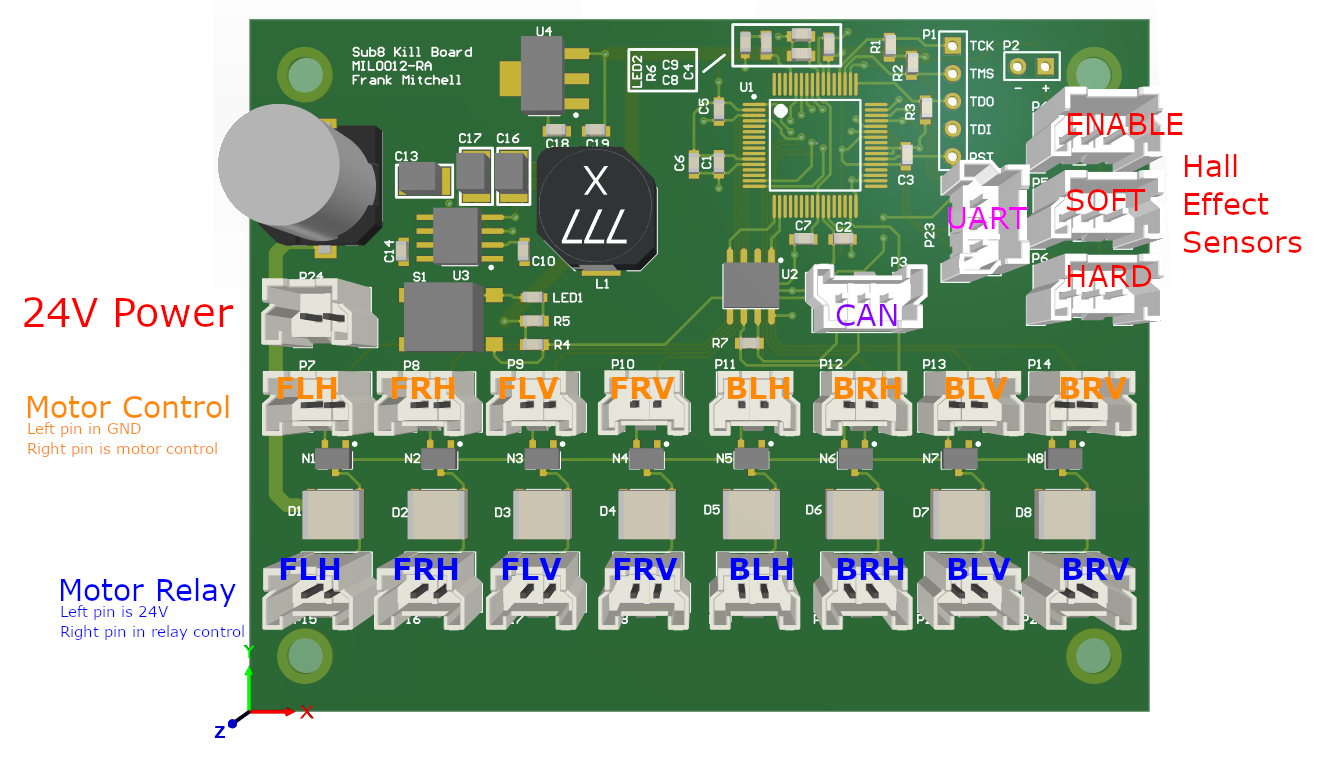 Sub8 Kill Board
MIL0012-RA
Frank Mitchell
U4
LED2
R6
C9
C8
C4
U1
R1
R2
R3
P1
TCK
TMS
TDO
TDI
RST
P2
- +
C5
C6
C1
C3
C7
C2
C18
C19
C17
C16
C13
C14
U3
C10
L1
X
777
P4
ENABLE
P5
SOFT
P6
HARD
Hall
Effect
Sensors
P23
UART
P3
CAN
U2
R7
P24
24V Power
S1
LED1
R5
R4
P7 P8 P9 P10 P11 P12 P13 P14
Motor Control
Left pin in GND
Right pin is motor control
FLH FRH FLV FRV BLH BRH BLV BRV
N1 N2 N3 N4 N5 N6 N7 N8
D1 D2 D3 D4 D5 D6 D7 D8
Motor Relay
Left pin is 24V
Right pin in relay control
FLH FRH FLV FRV BLH BRH BLV BRV
P15
Y
X
Z